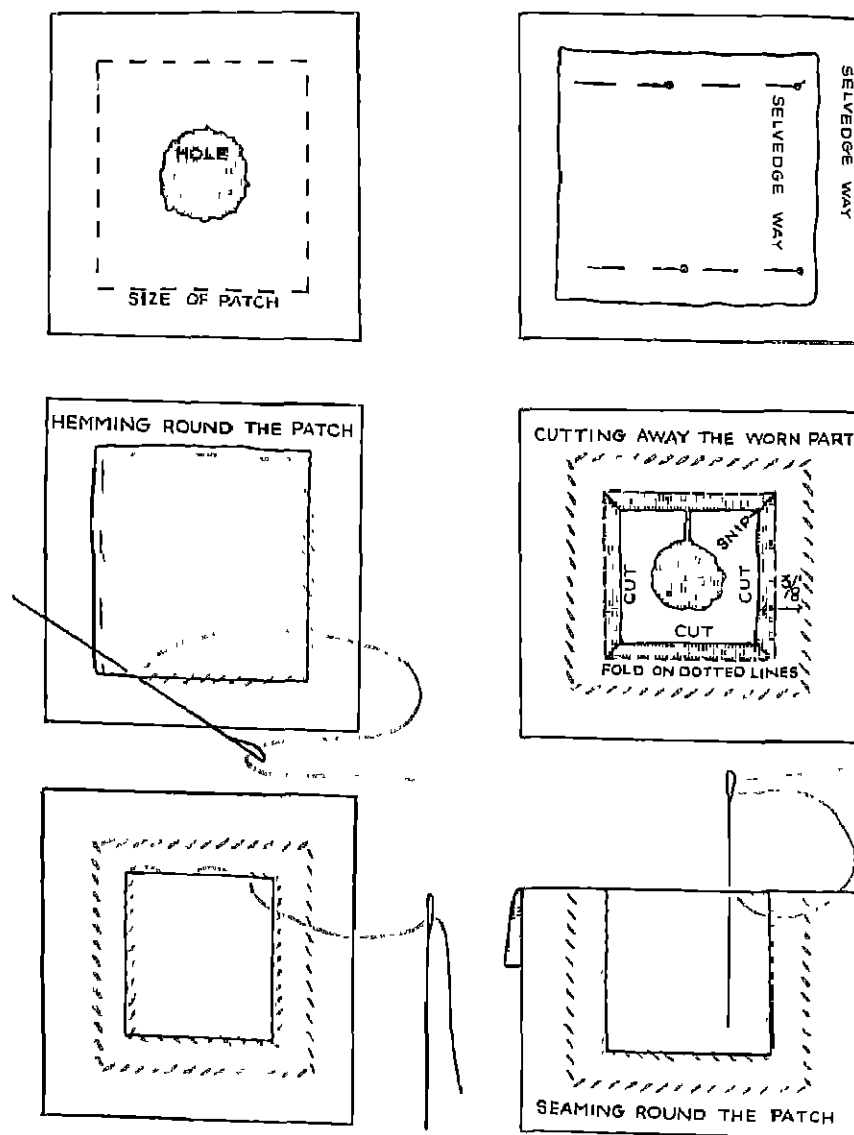 HOLE
SIZE OF PATCH
SELVEDGE WAY
SELVEDGE WAY
HEMMING ROUND THE PATCH
CUTTING AWAY THE WORN PART
SNIP
CUT
CUT
3/8
CUT
FOLD ON DOTTED LINES
SEAMING ROUND THE PATCH